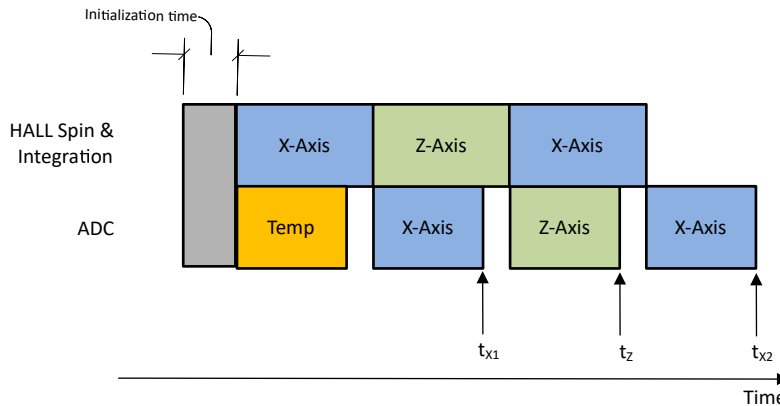 Initialization time
HALL Spin &
Integration
X-Axis
Z-Axis
X-Axis
ADC
Temp
X-Axis
Z-Axis
X-Axis
tX1
tZ
tX2
Time